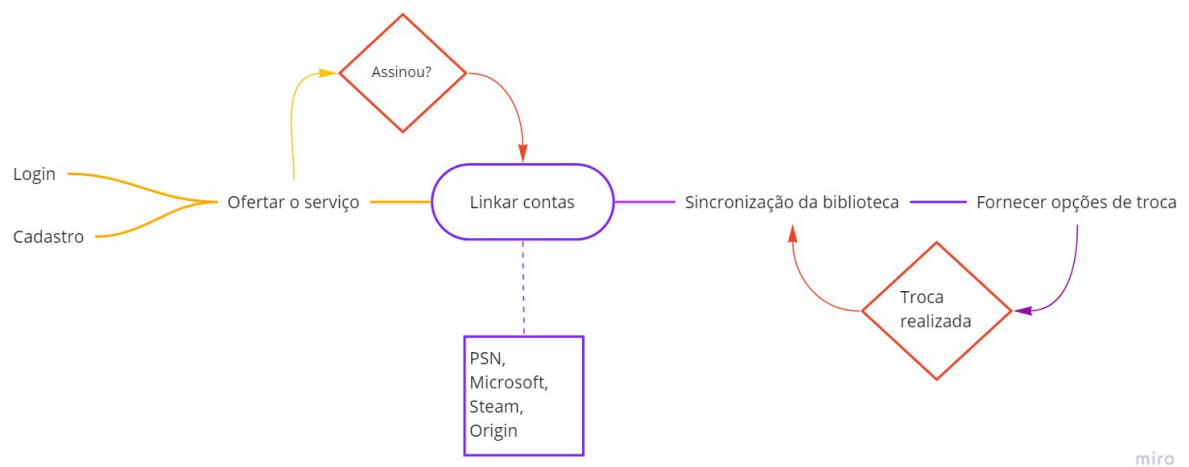 Assinou?
Login
Cadastro
Ofertar o serviço
Linkar contas
Sincronização da biblioteca
Fornecer opções de troca
Troca
realizada
PSN,
Microsoft,
Steam,
Origin
miro